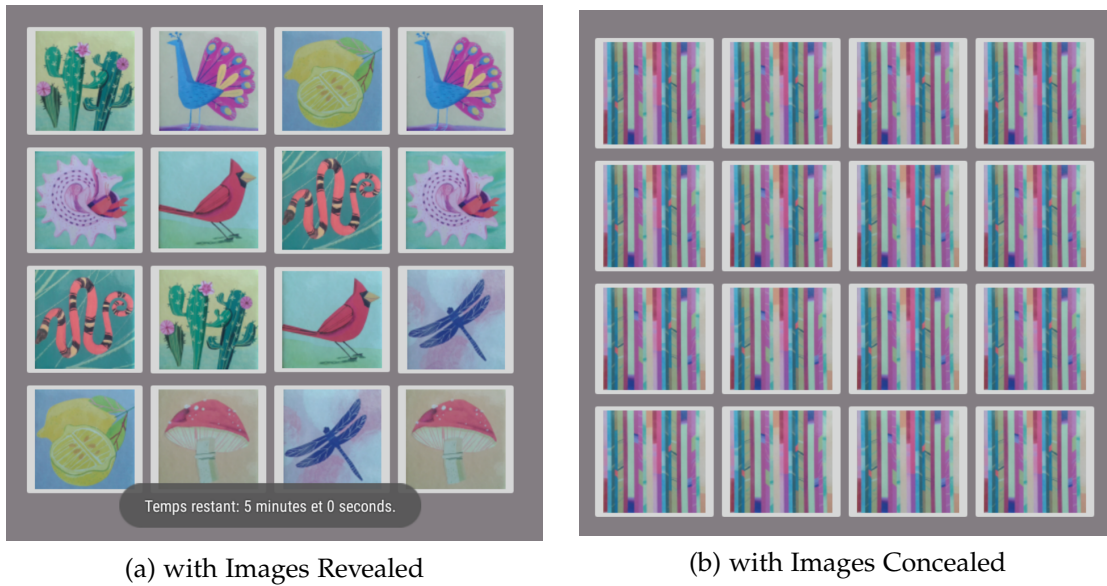 Temps restant: 5 minutes et 0 seconds.
(a) with Images Revealed
(b) with Images Concealed